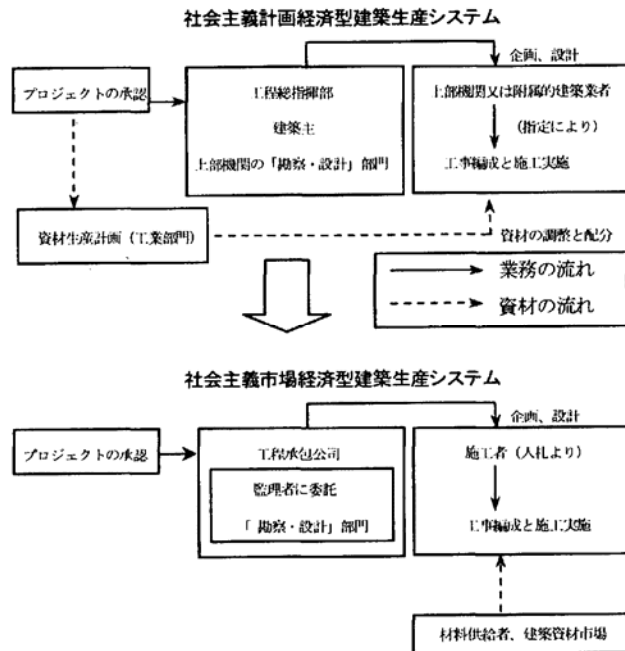 社会主義計画経済型建築生産システム
企画、設計
プロジェクトの承認
工程総指揮部
建築主
上部機関の「勘察・設計」部門
上部機関又は附属的建築業者
(指定により)
工事編成と施工実施
資材生産計画(工業部門)
資材の調整と配分
業務の流れ
資材の流れ
社会主義市場経済型建築生産システム
企画、設計
プロジェクトの承認
工程承包公司
監理者に委託
「勘察・設計」部門
施工者(入札より)
工事編成と施工実施
材料供給者、建築資材市場